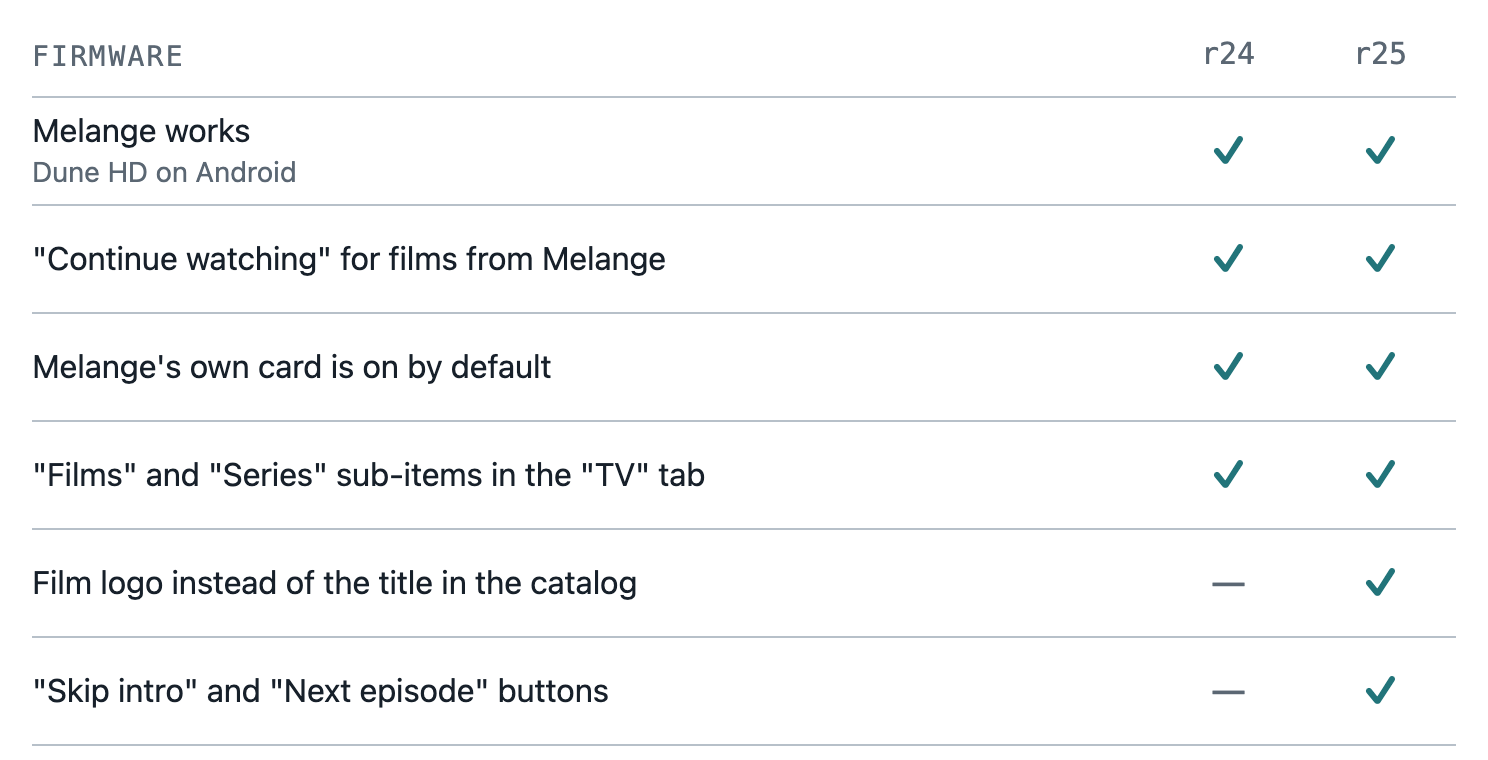 FIRMWARE r24 r25
Melange works ✓ ✓
Dune HD on Android
"Continue watching" for films from Melange ✓ ✓
Melange's own card is on by default ✓ ✓
"Films" and "Series" sub-items in the "TV" tab ✓ ✓
Film logo instead of the title in the catalog — ✓
"Skip intro" and "Next episode" buttons — ✓